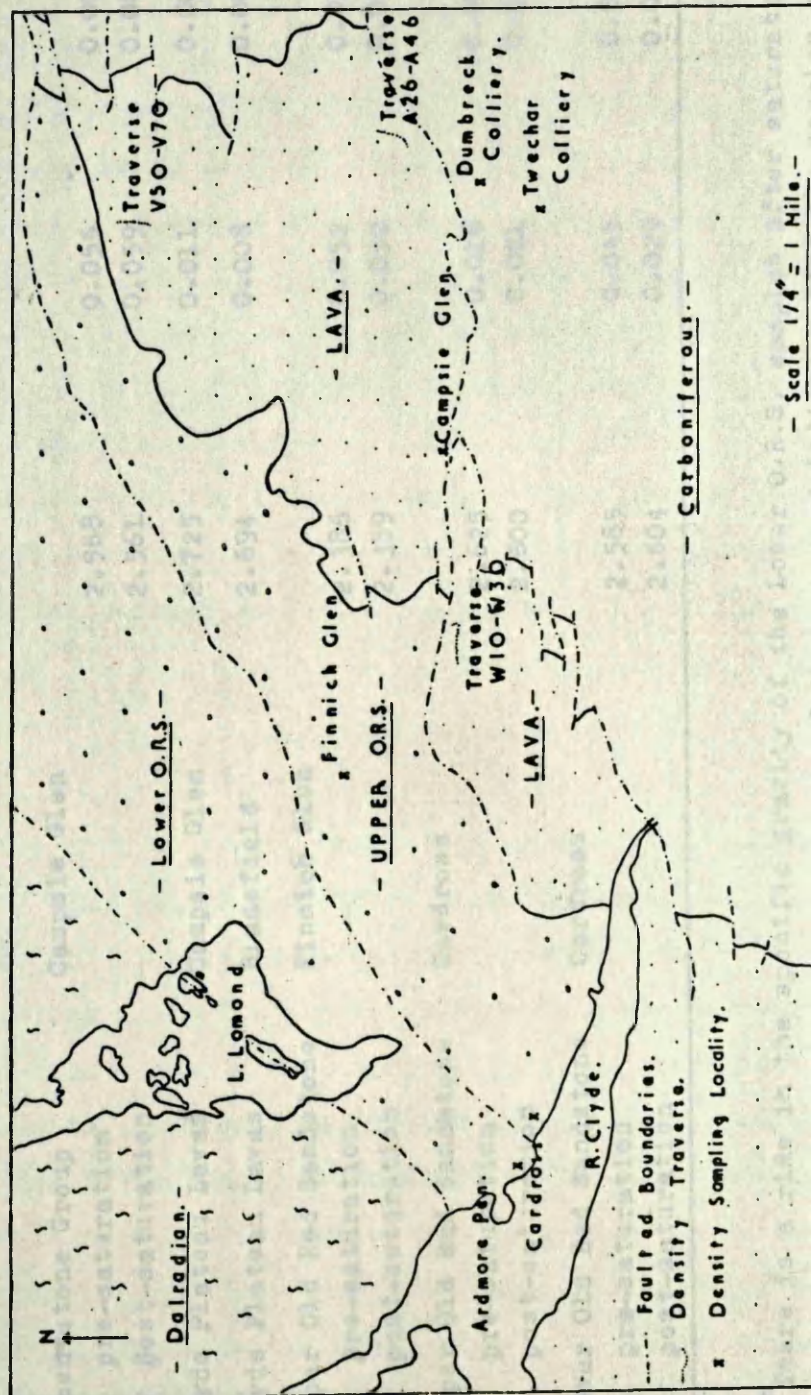 N
- Dalradian.-
- Lower O.R.S.-
Traverse
V50-V70
L. Lomond
Finnich Glen
- LAVA.-
Traverse
A26-A46
- UPPER O.R.S.-
Campsie Glen
Dumbreck
Colliery.
Ardmore Pen.
Traverse
W10-W30
Twechar
Colliery
Cardross
- LAVA.-
R. Clyde.
- Carboniferous.-
Faulted Boundaries.
Density Traverse.
x Density Sampling Locality.
- Scale 1/4" = 1 Mile.-